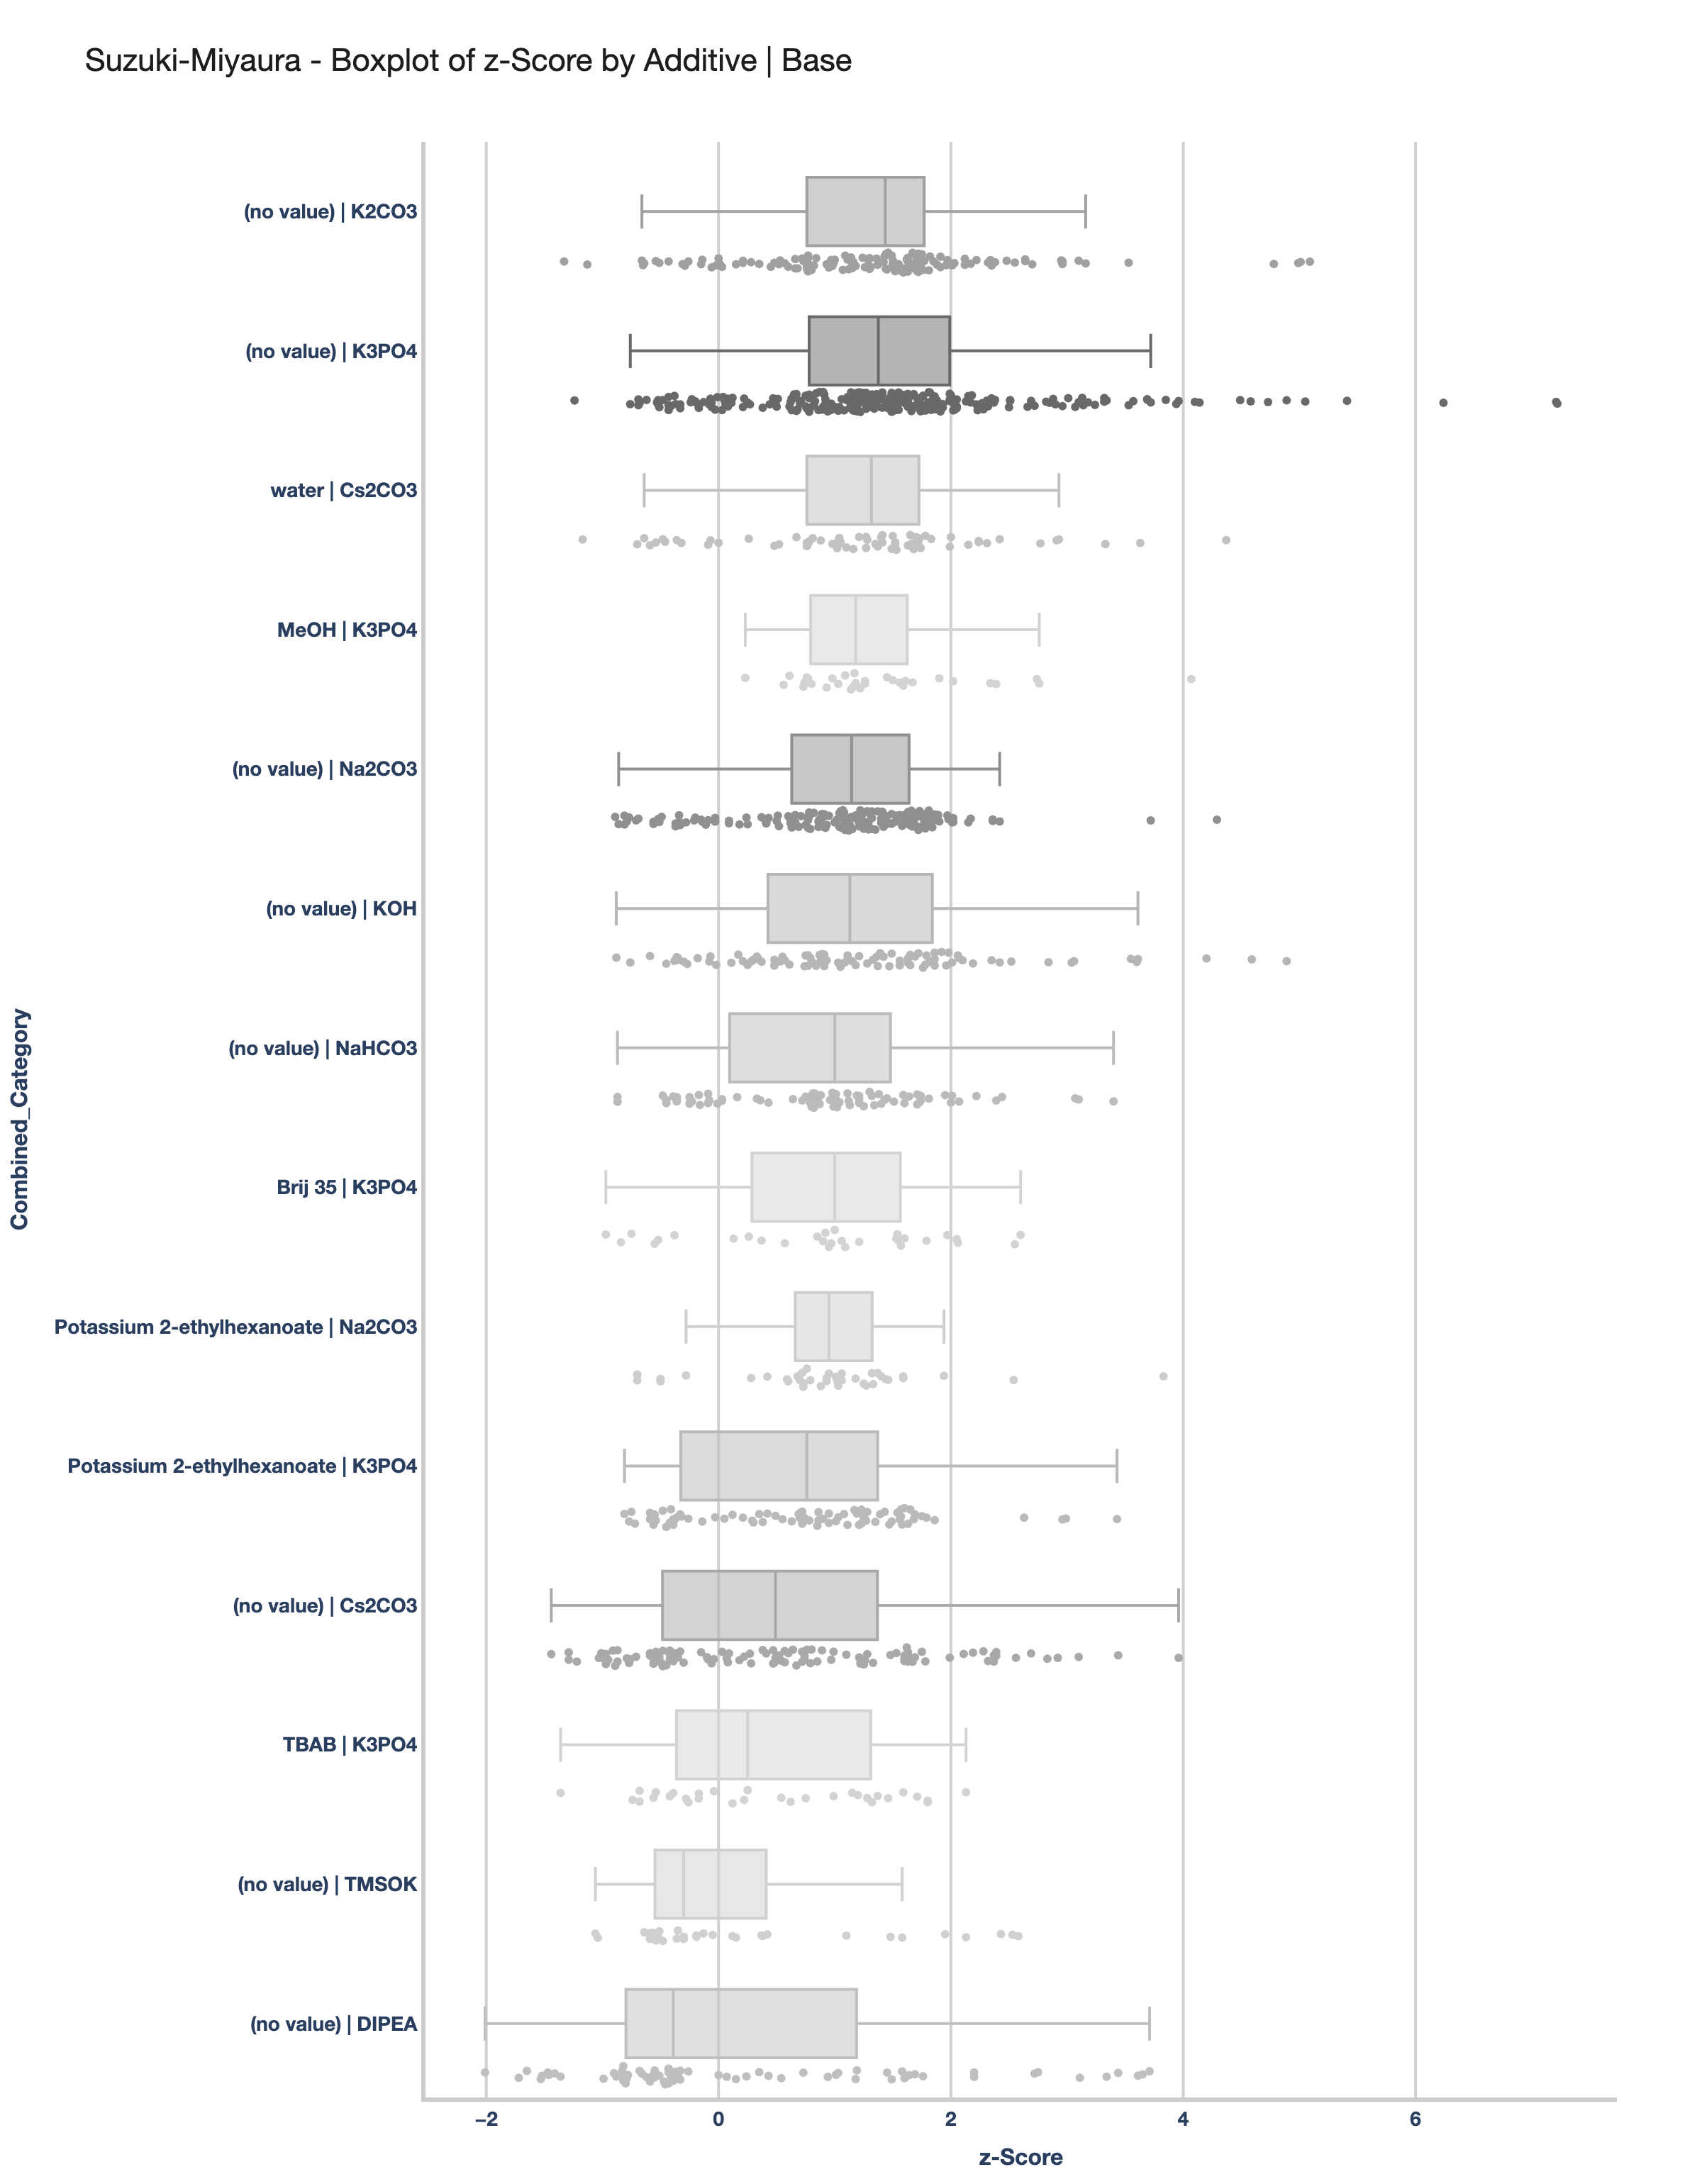 Suzuki-Miyaura - Boxplot of z-Score by Additive | Base
(no value) | K2CO3
(no value) | K3PO4
water | Cs2CO3
MeOH | K3PO4
(no value) | Na2CO3
(no value) | KOH
(no value) | NaHCO3
Brij 35 | K3PO4
Potassium 2-ethylhexanoate | Na2CO3
Potassium 2-ethylhexanoate | K3PO4
(no value) | Cs2CO3
TBAB | K3PO4
(no value) | TMSOK
(no value) | DIPEA
Combined_Category
−2 0 2 4 6
z-Score